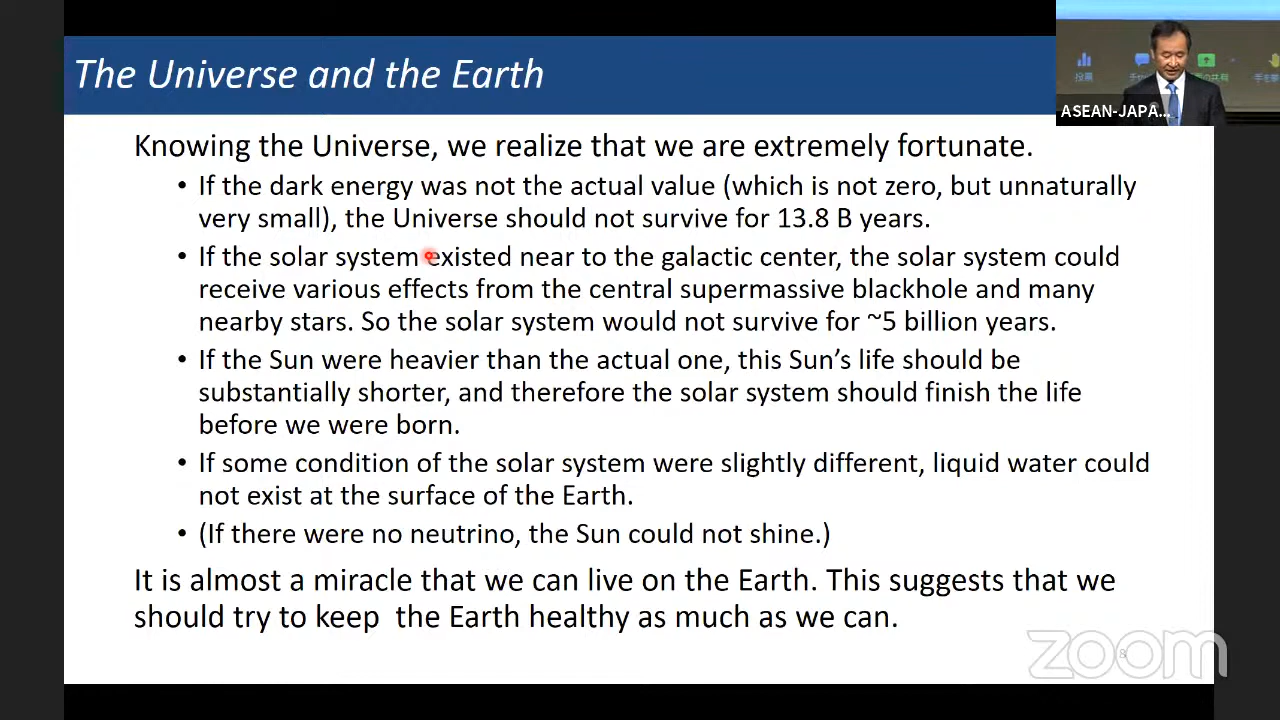 The Universe and the Earth
投票
の共有
手を
ASEAN-JAPA...
Knowing the Universe, we realize that we are extremely fortunate.
• If the dark energy was not the actual value (which is not zero, but unnaturally
very small), the Universe should not survive for 13.8 B years.
• If the solar system existed near to the galactic center, the solar system could
receive various effects from the central supermassive blackhole and many
nearby stars. So the solar system would not survive for ~5 billion years.
• If the Sun were heavier than the actual one, this Sun’s life should be
substantially shorter, and therefore the solar system should finish the life
before we were born.
• If some condition of the solar system were slightly different, liquid water could
not exist at the surface of the Earth.
• (If there were no neutrino, the Sun could not shine.)
It is almost a miracle that we can live on the Earth. This suggests that we
should try to keep  the Earth healthy as much as we can.
8
zoom